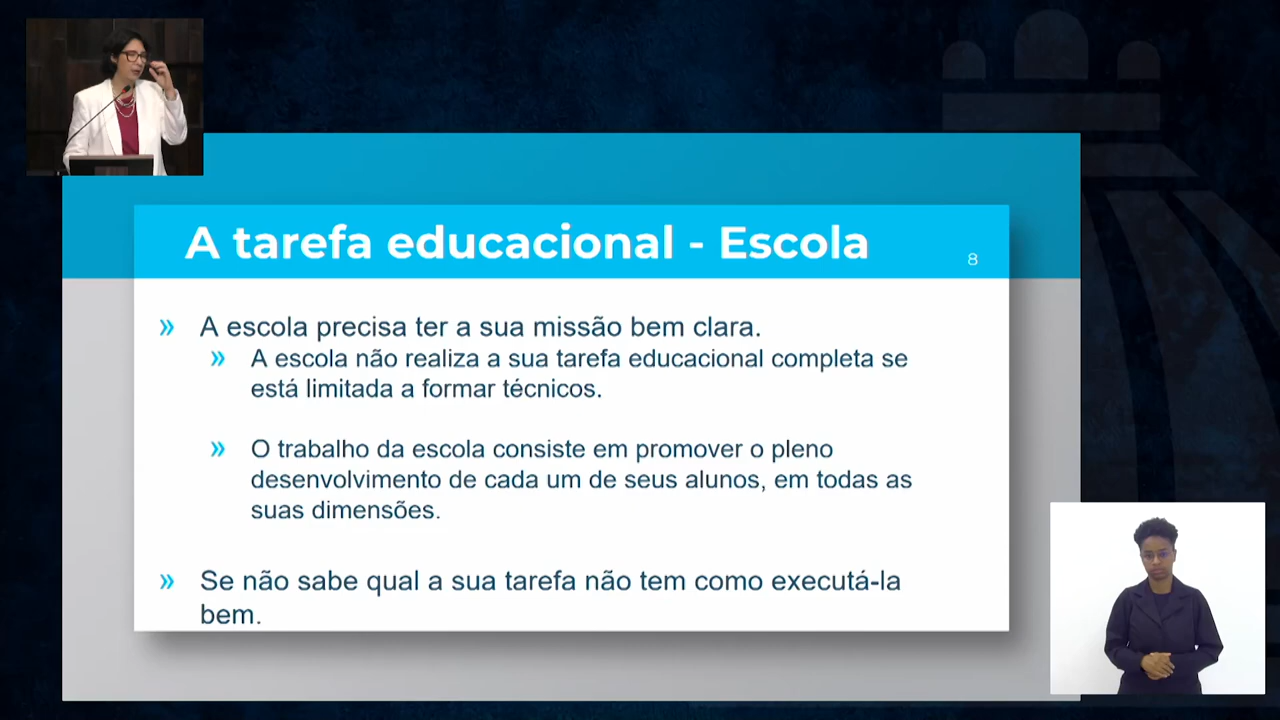 A tarefa educacional - Escola
8
» A escola precisa ter a sua missão bem clara.
» A escola não realiza a sua tarefa educacional completa se
está limitada a formar técnicos.
» O trabalho da escola consiste em promover o pleno
desenvolvimento de cada um de seus alunos, em todas as
suas dimensões.
» Se não sabe qual a sua tarefa não tem como executá-la
bem.